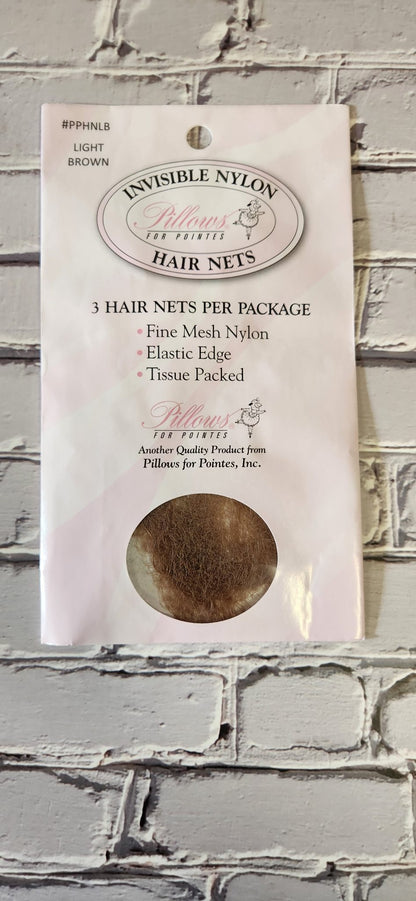 #PPHNLB
LIGHT
BROWN
INVISIBLE NYLON
Pillows
FOR POINTES
HAIR NETS
3 HAIR NETS PER PACKAGE
• Fine Mesh Nylon
• Elastic Edge
• Tissue Packed
Pillows
FOR POINTES
Another Quality Product from
Pillows for Pointes, Inc.